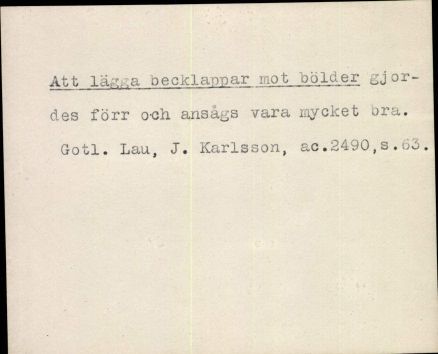 Att lägga becklappar mot bölder gjor-
des förr och ansågs vara mycket bra.
Gotl. Lau, J. Karlsson, ac.2490,s.63.